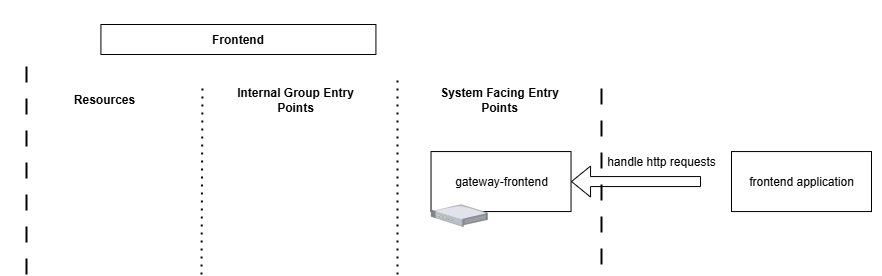 Frontend
Resources
Internal Group Entry
Points
System Facing Entry
Points
handle http requests
gateway-frontend
frontend application